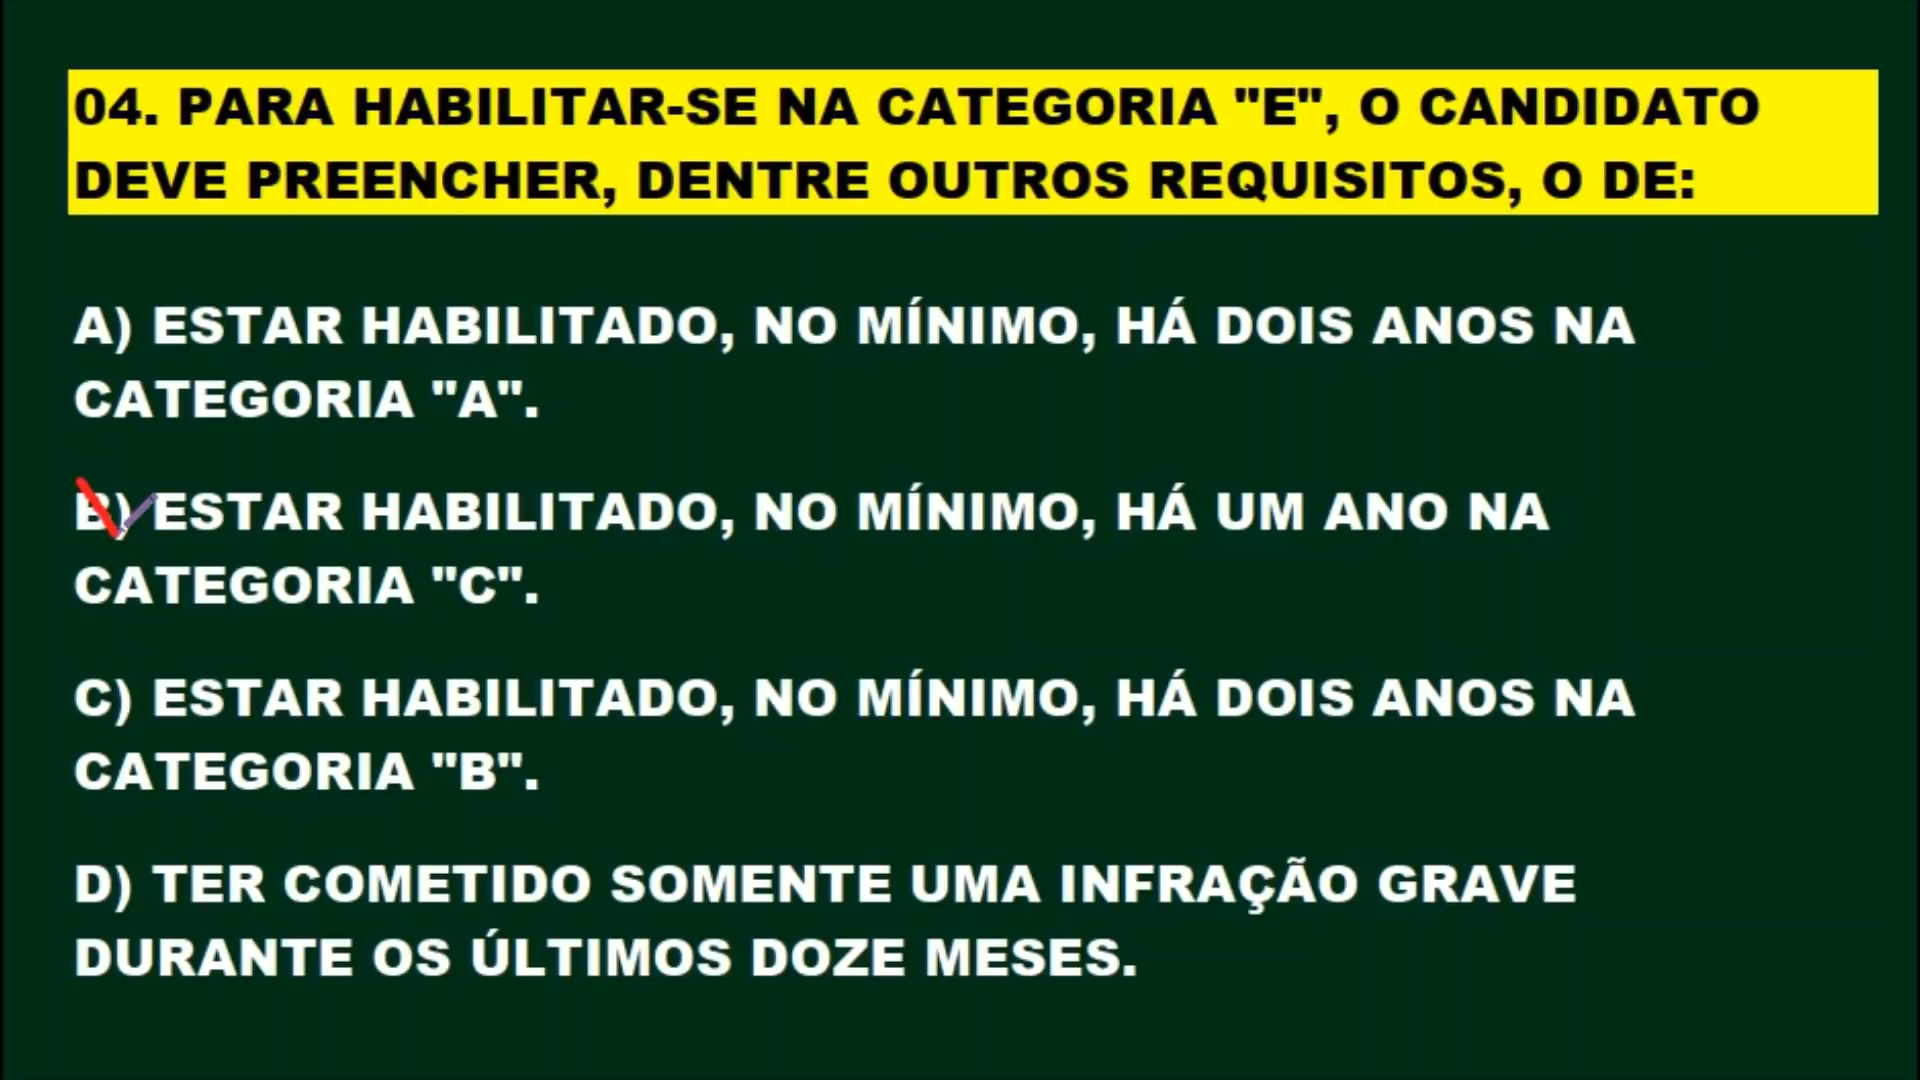 04. PARA HABILITAR-SE NA CATEGORIA "E", O CANDIDATO
DEVE PREENCHER, DENTRE OUTROS REQUISITOS, O DE:
A) ESTAR HABILITADO, NO MÍNIMO, HÁ DOIS ANOS NA
CATEGORIA "A".
B) ESTAR HABILITADO, NO MÍNIMO, HÁ UM ANO NA
CATEGORIA "C".
C) ESTAR HABILITADO, NO MÍNIMO, HÁ DOIS ANOS NA
CATEGORIA "B".
D) TER COMETIDO SOMENTE UMA INFRAÇÃO GRAVE
DURANTE OS ÚLTIMOS DOZE MESES.